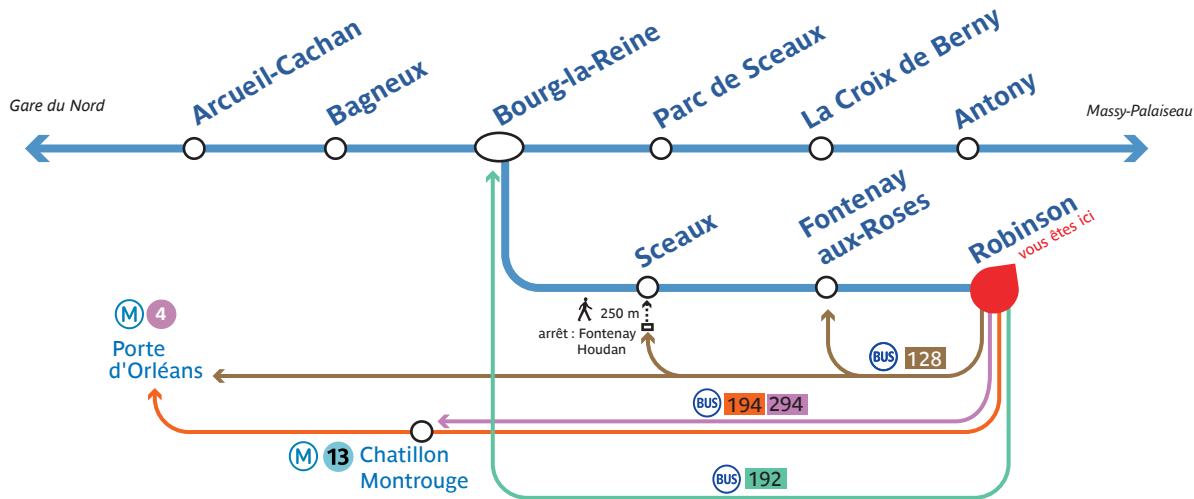 Gare du Nord
Arcueil-Cachan
Bagneux
Bourg-la-Reine
Parc de Sceaux
La Croix de Berny
Antony
Massy-Palaiseau
Sceaux
Fontenay
aux-Roses
Robinson
vous êtes ici
250 m
arrêt : Fontenay
Houdan
M 4
Porte
d'Orléans
BUS 128
BUS 194 294
M 13 Chatillon
Montrouge
BUS 192